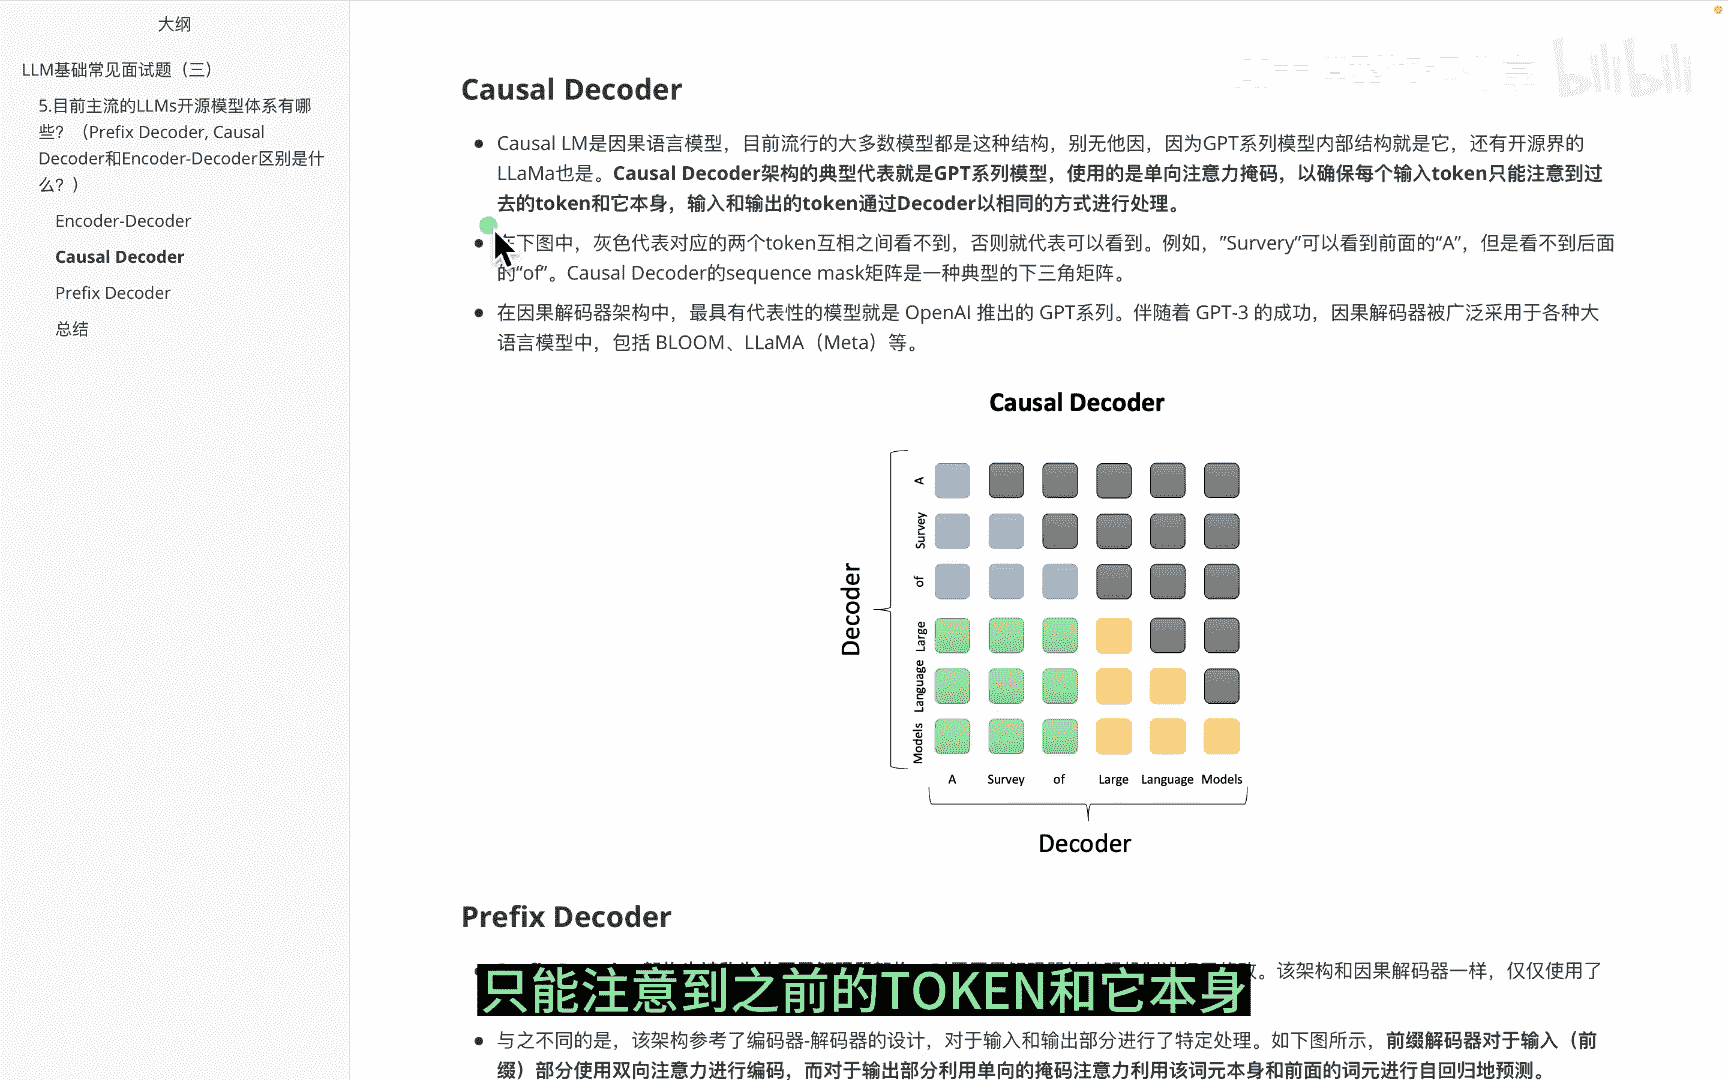 大纲
LLM基础常见面试题（三）
5.目前主流的LLMs开源模型体系有哪
些？（Prefix Decoder, Causal
Decoder和Encoder-Decoder区别是什
么？）
Encoder-Decoder
Causal Decoder
Prefix Decoder
总结
bilibili
Causal Decoder
Causal LM是因果语言模型，目前流行的大多数模型都是这种结构，别无他因，因为GPT系列模型内部结构就是它，还有开源界的
LLaMa也是。Causal Decoder架构的典型代表就是GPT系列模型，使用的是单向注意力掩码，以确保每个输入token只能注意到过
去的token和它本身，输入和输出的token通过Decoder以相同的方式进行处理。
在下图中，灰色代表对应的两个token互相之间看不到，否则就代表可以看到。例如，”Survery”可以看到前面的“A”，但是看不到后面
的“of”。Causal Decoder的sequence mask矩阵是一种典型的下三角矩阵。
在因果解码器架构中，最具有代表性的模型就是 OpenAI 推出的 GPT系列。伴随着 GPT-3 的成功，因果解码器被广泛采用于各种大
语言模型中，包括 BLOOM、LLaMA（Meta）等。
Causal Decoder
Decoder
A
Survey
of
Large
Language
Models
A Survey of Large Language Models
Decoder
Prefix Decoder
。该架构和因果解码器一样，仅仅使用了
只能注意到之前的TOKEN和它本身
与之不同的是，该架构参考了编码器-解码器的设计，对于输入和输出部分进行了特定处理。如下图所示，前缀解码器对于输入（前
缀）部分使用双向注意力进行编码，而对于输出部分利用单向的掩码注意力利用该词元本身和前面的词元进行自回归地预测。